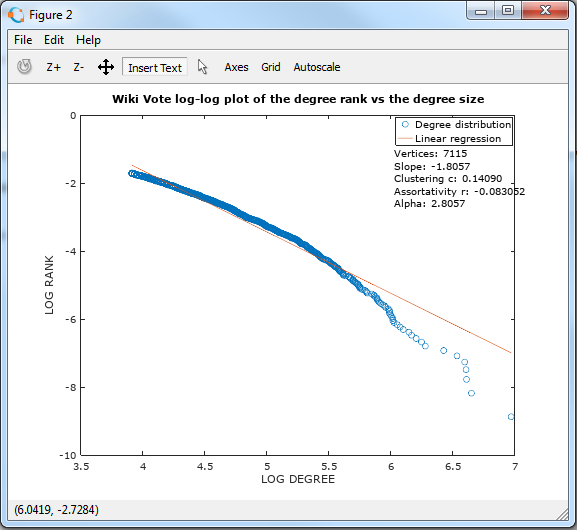 Figure 2
File Edit Help
Z+ Z- Insert Text Axes Grid Autoscale
Wiki Vote log-log plot of the degree rank vs the degree size
Degree distribution
Linear regression
Vertices: 7115
Slope: -1.8057
Clustering c: 0.14090
Assortativity r: -0.083052
Alpha: 2.8057
LOG RANK
0
-2
-4
-6
-8
-10
3.5 4 4.5 5 5.5 6 6.5 7
LOG DEGREE
(6.0419, -2.7284)